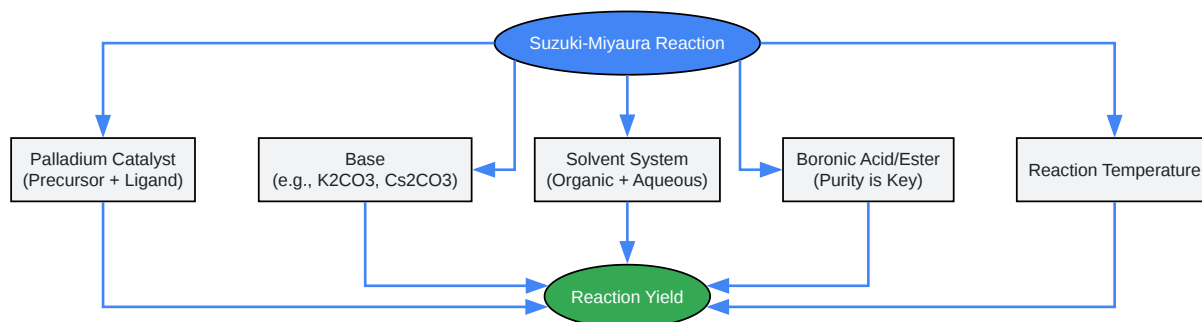 Suzuki-Miyaura Reaction
Palladium Catalyst
(Precursor + Ligand)
Base
(e.g., K2CO3, Cs2CO3)
Solvent System
(Organic + Aqueous)
Boronic Acid/Ester
(Purity is Key)
Reaction Temperature
Reaction Yield